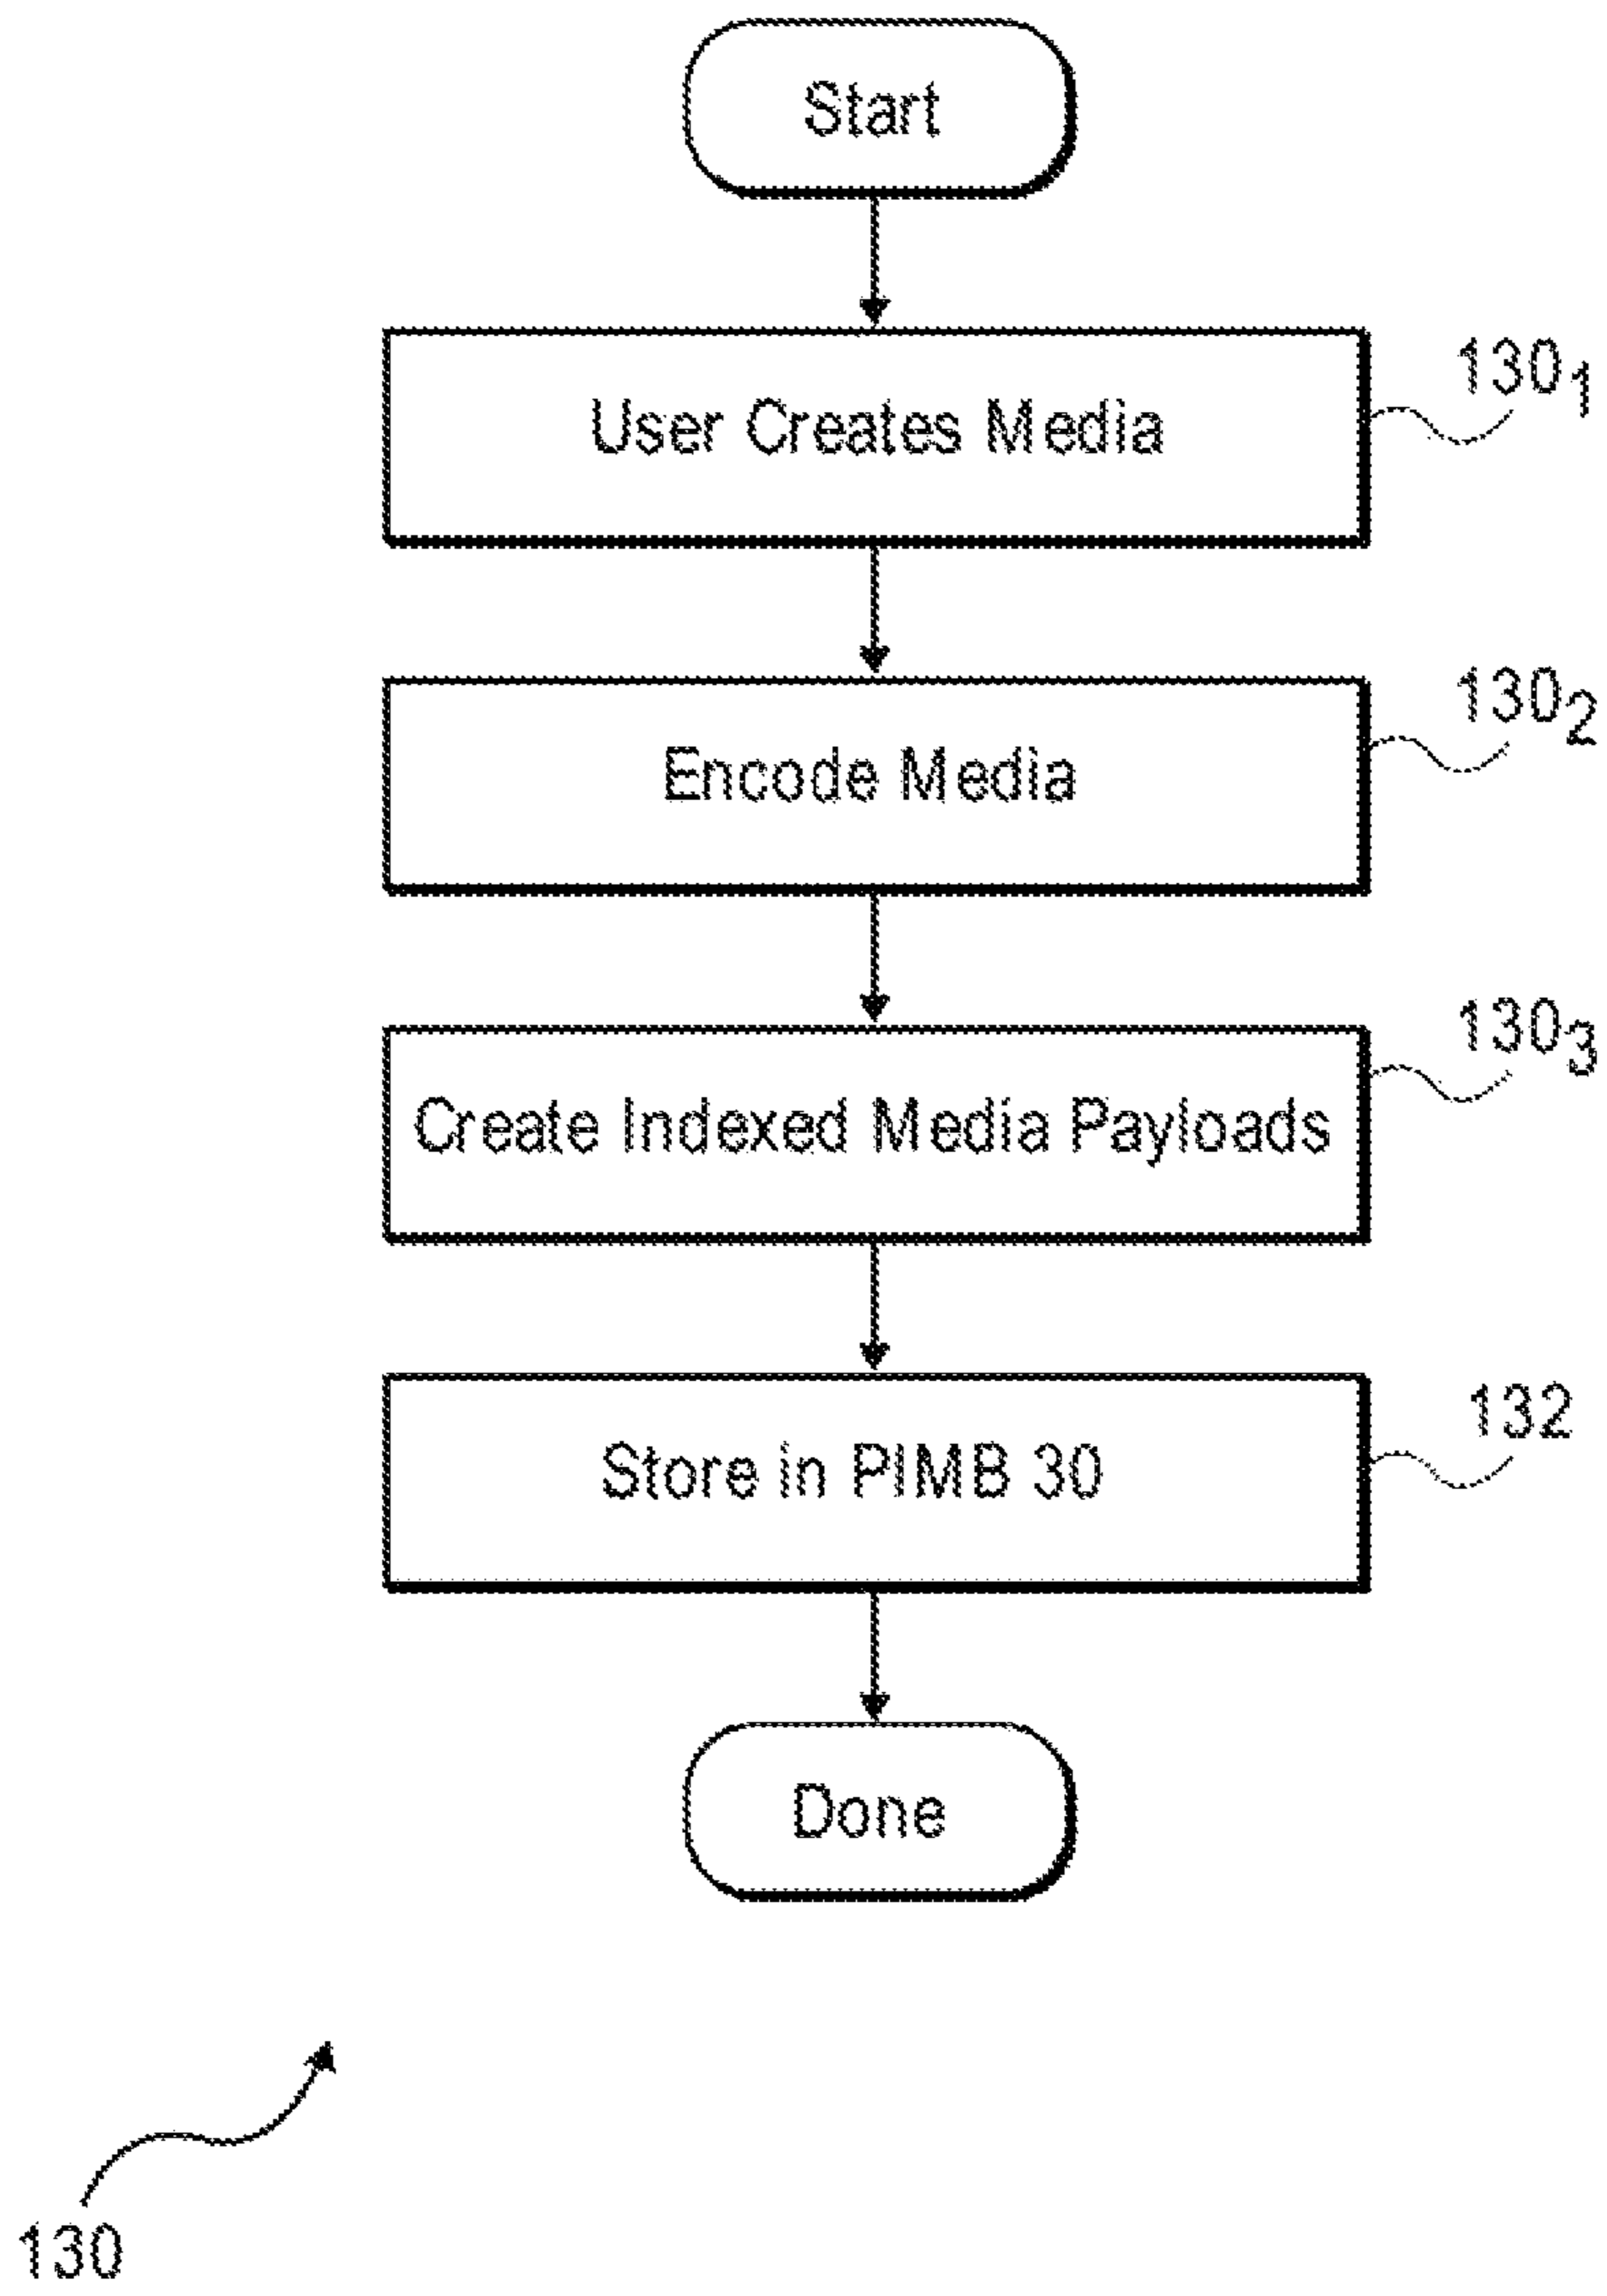 Start
User Creates Media
130₁
Encode Media
130₂
Create Indexed Media Payloads
130₃
Store in PIMB 30
132
Done
130